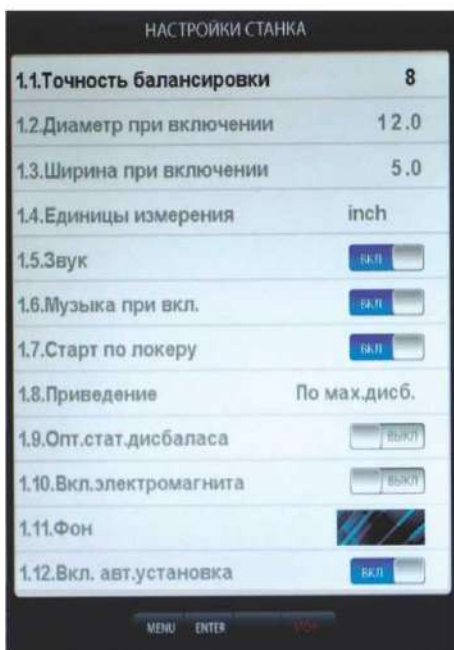 НАСТРОЙКИ СТАНКА
1.1.Точность балансировки 8
1.2.Диаметр при включении 12.0
1.3.Ширина при включении 5.0
1.4.Единицы измерения inch
1.5.Звук ВКЛ
1.6.Музыка при вкл. ВКЛ
1.7.Старт по локеру ВКЛ
1.8.Приведение По мах.дисб.
1.9.Опт.стат.дисбаласа ВЫКЛ
1.10.Вкл.электромагнита ВЫКЛ
1.11.Фон
1.12.Вкл. авт.установка ВКЛ
MENU ENTER STOP